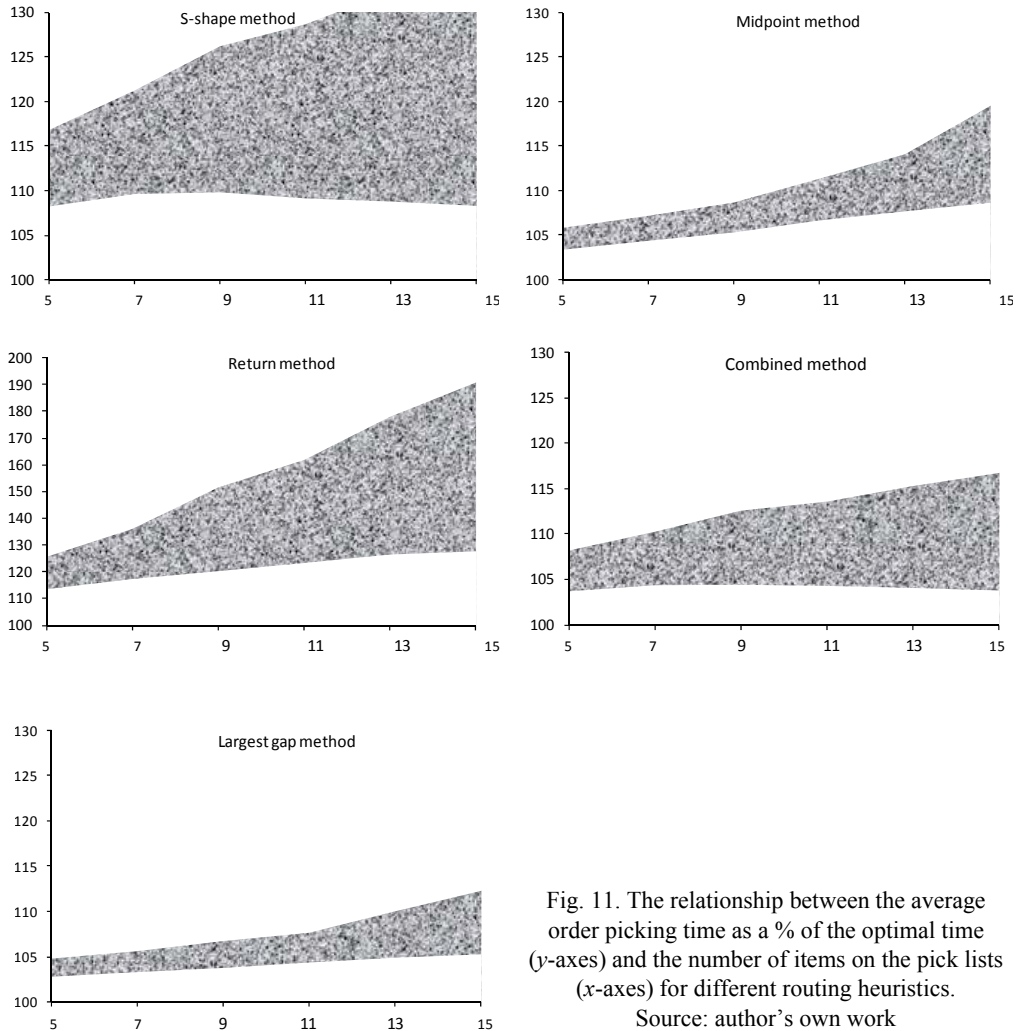 S-shape method
130
125
120
115
110
105
100
5 7 9 11 13 15
Midpoint method
130
125
120
115
110
105
100
5 7 9 11 13 15
Return method
200
190
180
170
160
150
140
130
120
110
100
5 7 9 11 13 15
Combined method
130
125
120
115
110
105
100
5 7 9 11 13 15
Largest gap method
130
125
120
115
110
105
100
5 7 9 11 13 15
Fig. 11. The relationship between the average
order picking time as a % of the optimal time
(y-axes) and the number of items on the pick lists
(x-axes) for different routing heuristics.
Source: author’s own work